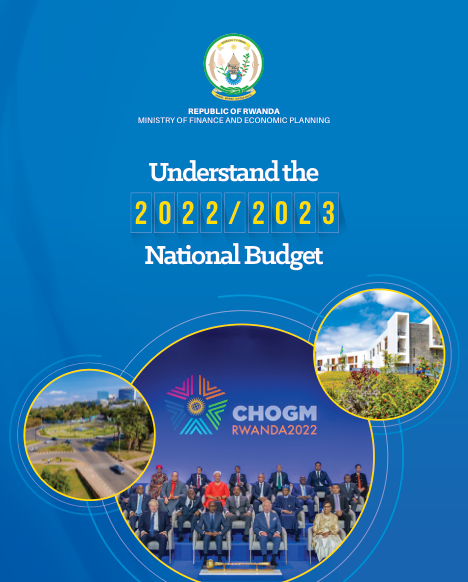 REPUBLIC OF RWANDA
MINISTRY OF FINANCE AND ECONOMIC PLANNING
Understand the
2022/2023
National Budget
CHOGM
RWANDA2022